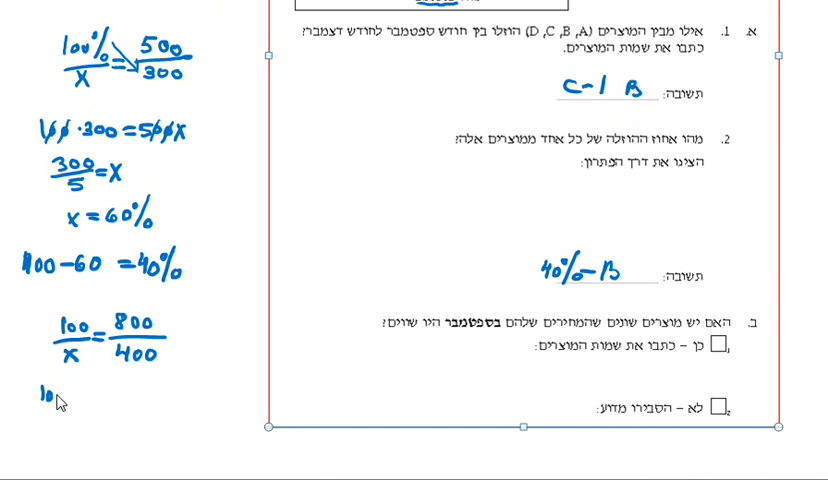 א. 1. אילו מבין המוצרים (D ,C ,B ,A) הוזלו בין חודש ספטמבר לחודש דצמבר?
כתבו את שמות המוצרים.
תשובה: B ו-C
2. מהו אחוז ההוזלה של כל אחד ממוצרים אלה?
הציגו את דרך הפתרון:
תשובה: B-40%
ב. האם יש מוצרים שונים שהמחירים שלהם בספטמבר היו שווים?
1 כן – כתבו את שמות המוצרים:
2 לא – הסבירו מדוע:
100% / x = 500 / 300
100 · 300 = 500x
300 / 5 = x
x = 60%
100 - 60 = 40%
100 / x = 800 / 400
10